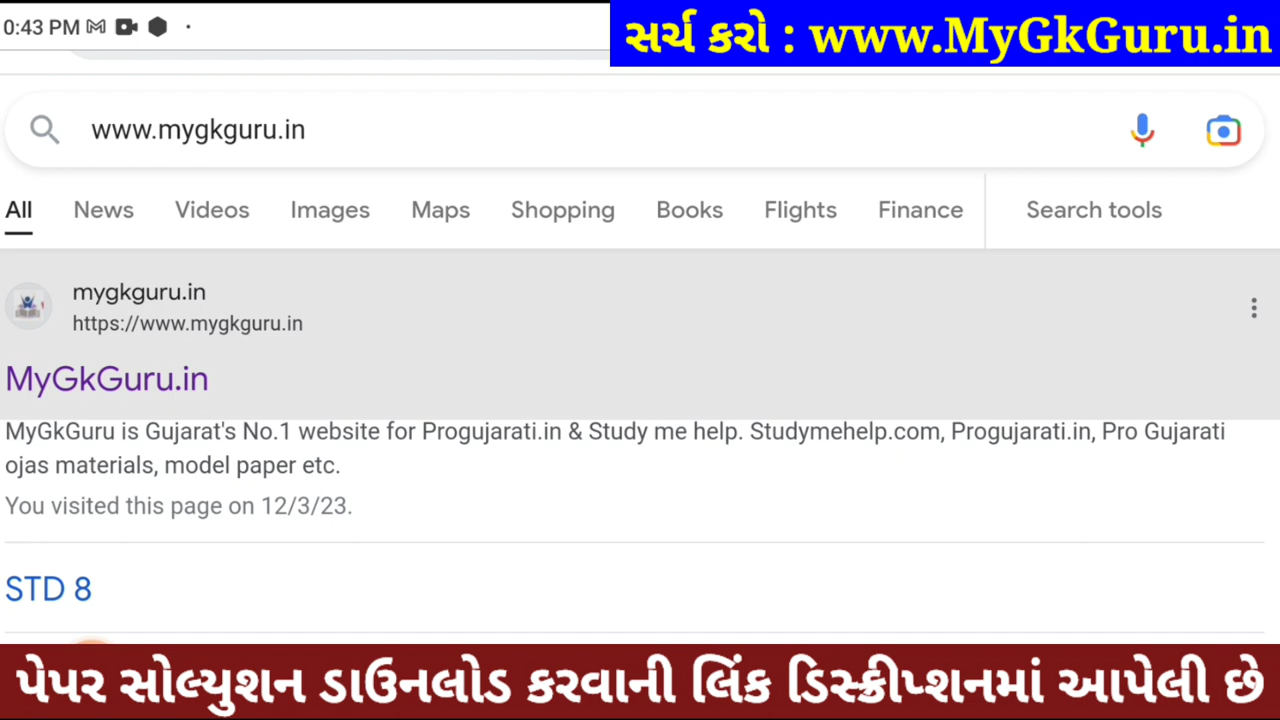 0:43 PM
સર્ચ કરો : www.MyGkGuru.in
www.mygkguru.in
All News Videos Images Maps Shopping Books Flights Finance Search tools
mygkguru.in
https://www.mygkguru.in
MyGkGuru.in
MyGkGuru is Gujarat's No.1 website for Progujarati.in & Study me help. Studymehelp.com, Progujarati.in, Pro Gujarati
ojas materials, model paper etc.
You visited this page on 12/3/23.
STD 8
પેપર સોલ્યુશન ડાઉનલોડ કરવાની લિંક ડિસ્ક્રીપ્શનમાં આપેલી છે